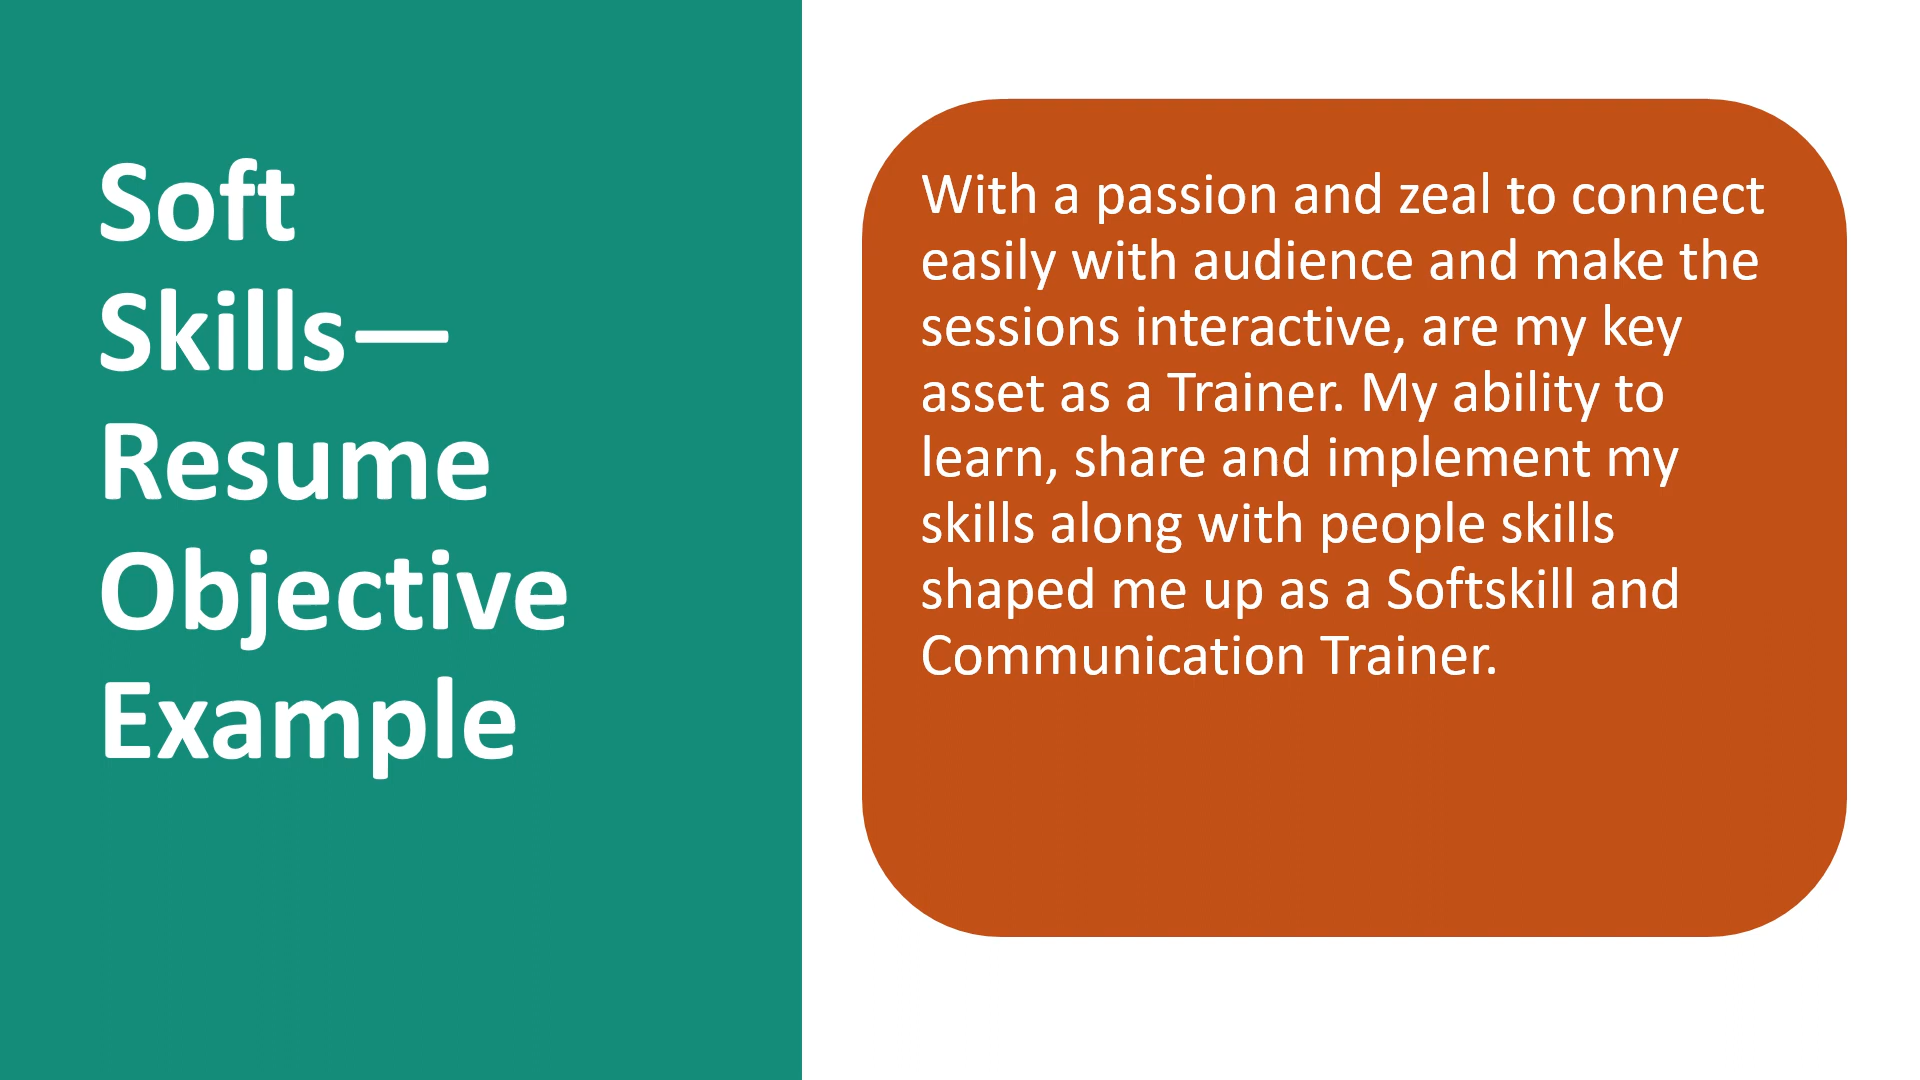 Soft
Skills—
Resume
Objective
Example
With a passion and zeal to connect
easily with audience and make the
sessions interactive, are my key
asset as a Trainer. My ability to
learn, share and implement my
skills along with people skills
shaped me up as a Softskill and
Communication Trainer.